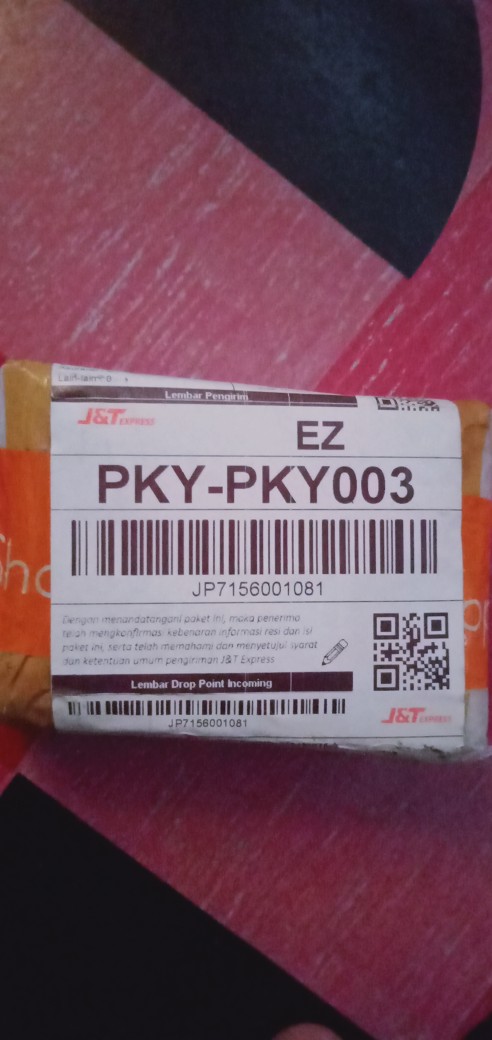 Lain-lain
Lembar Pengirim
J&T EXPRESS
EZ
PKY-PKY003
JP7156001081
Dengan menandatangani paket ini, maka penerima
telah mengkonfirmasi kebenaran informasi resi dan isi
paket ini, serta telah memahami dan menyetujui syarat
dan ketentuan umum pengiriman J&T Express
Lembar Drop Point Incoming
JP7156001081
J&T EXPRESS